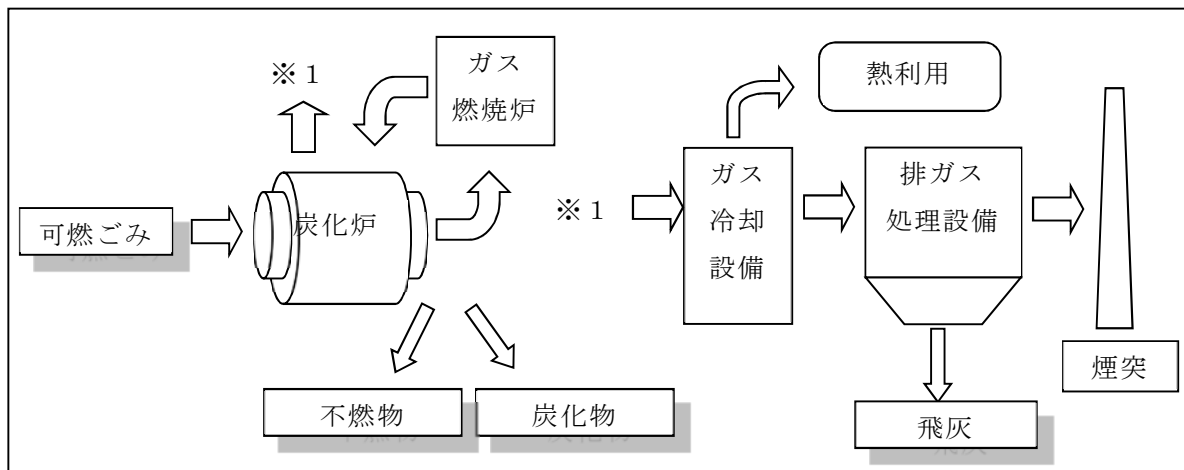 ※１
ガス
燃焼炉
熱利用
可燃ごみ
炭化炉
※１
ガス
冷却
設備
排ガス
処理設備
煙突
不燃物
炭化物
飛灰